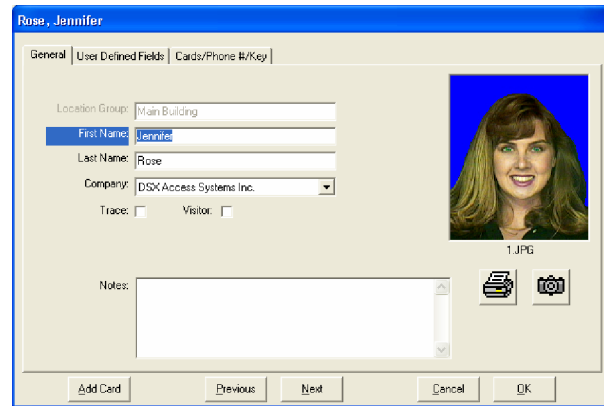 Rose , Jennifer
General User Defined Fields Cards/Phone #/Key
Location Group: Main Building
First Name: Jennifer
Last Name: Rose
Company: DSX Access Systems Inc.
Trace: Visitor:
1.JPG
Notes:
Add Card Previous Next Cancel OK